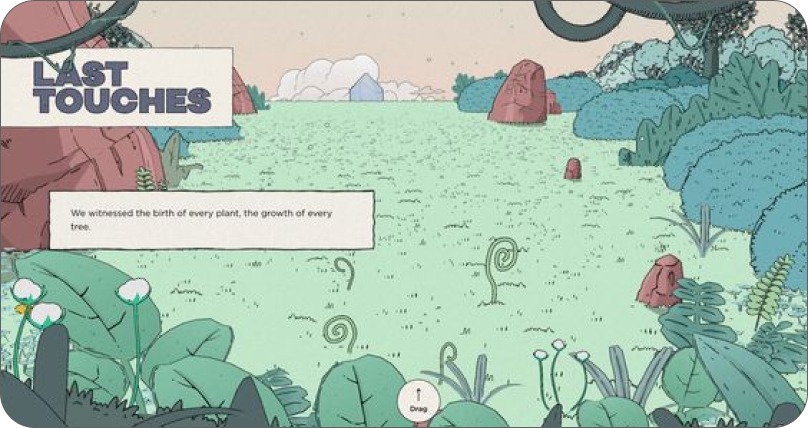 LAST
TOUCHES
We witnessed the birth of every plant, the growth of every
tree.
Drag